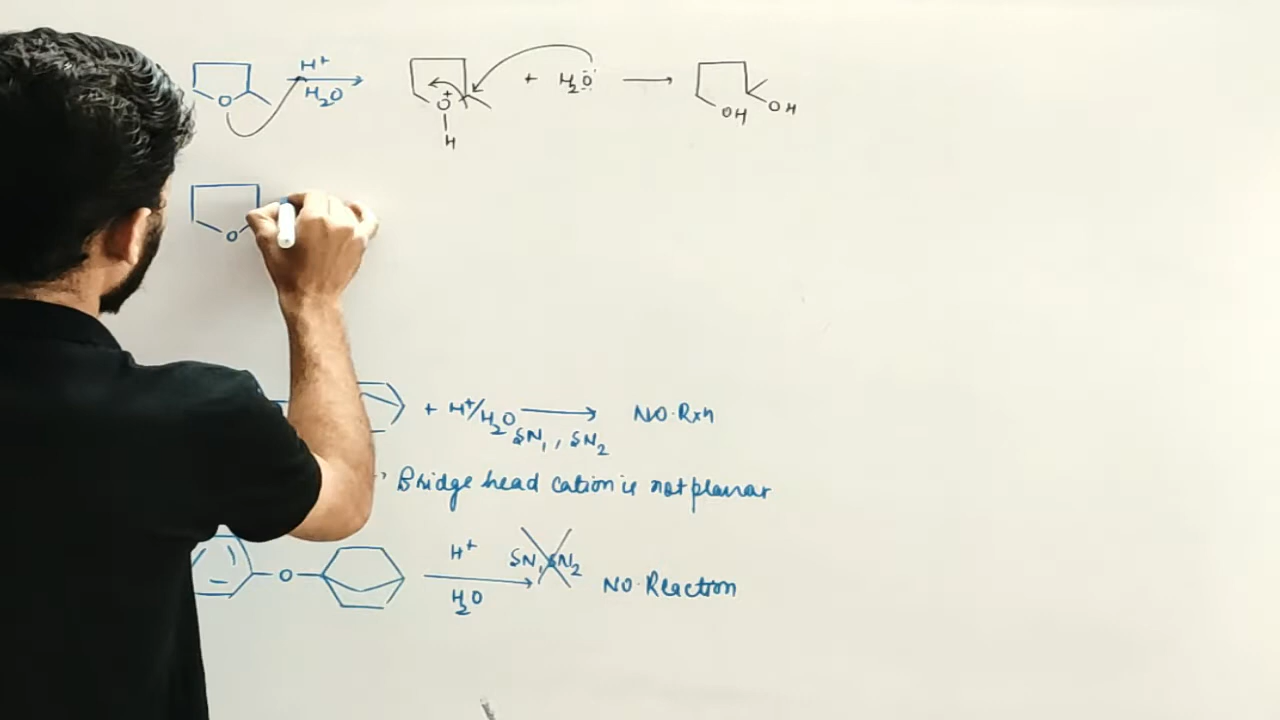 O H⁺ H₂O O⁺ H + H₂Ö OH OH
O
+ H⁺/H₂O SN₁, SN₂ NO·Rxn
Bridge head cation is not planar
O H⁺ H₂O SN₁ SN₂ NO·Reaction